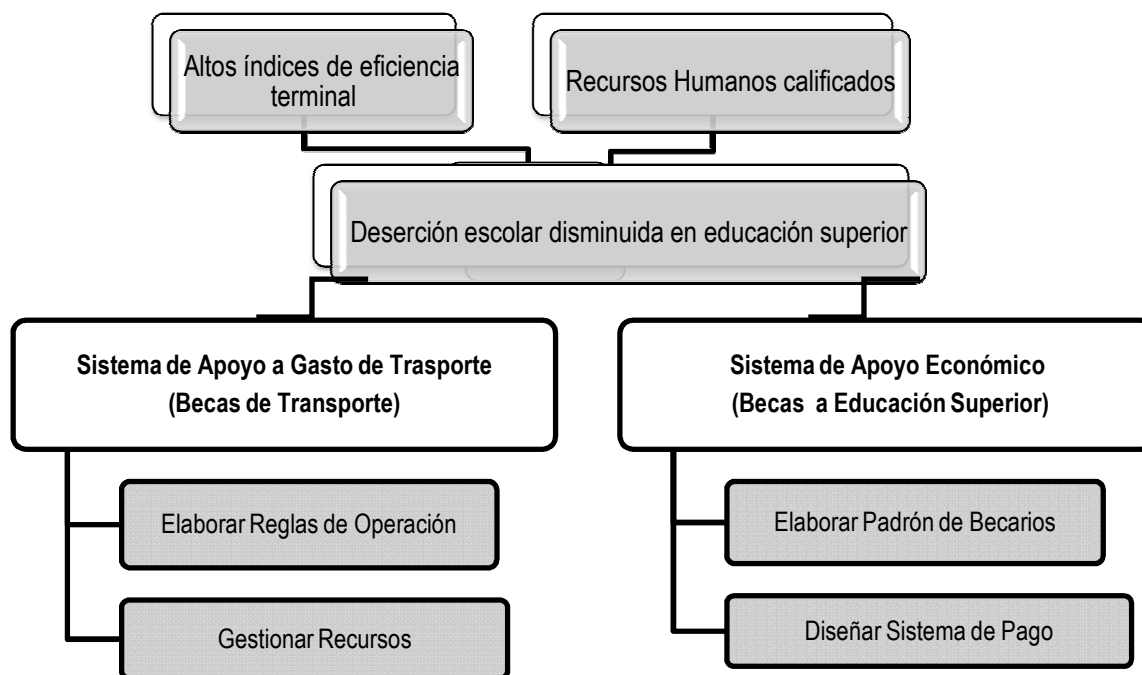 Altos índices de eficiencia
terminal
Recursos Humanos calificados
Deserción escolar disminuida en educación superior
Sistema de Apoyo a Gasto de Trasporte
(Becas de Transporte)
Sistema de Apoyo Económico
(Becas a Educación Superior)
Elaborar Reglas de Operación
Elaborar Padrón de Becarios
Gestionar Recursos
Diseñar Sistema de Pago